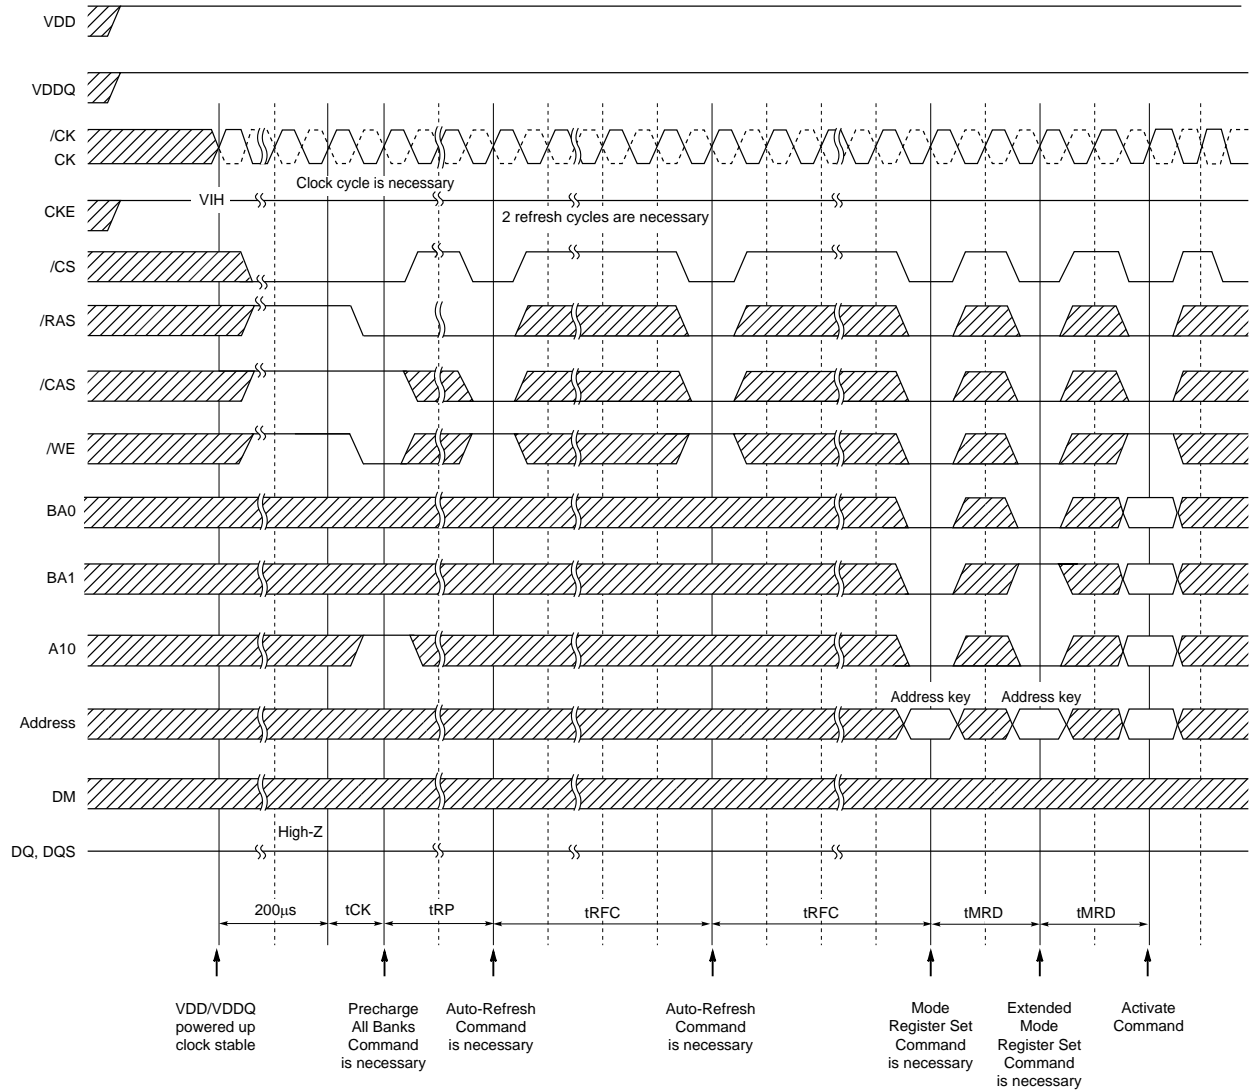 VDD
VDDQ
/CK
CK
Clock cycle is necessary
VIH
CKE
2 refresh cycles are necessary
/CS
/RAS
/CAS
/WE
BA0
BA1
A10
Address key
Address key
Address
DM
High-Z
DQ, DQS
200μs
tCK
tRP
tRFC
tRFC
tMRD
tMRD
VDD/VDDQ
powered up
clock stable
Precharge
All Banks
Command
is necessary
Auto-Refresh
Command
is necessary
Auto-Refresh
Command
is necessary
Mode
Register Set
Command
is necessary
Extended
Mode
Register Set
Command
is necessary
Activate
Command